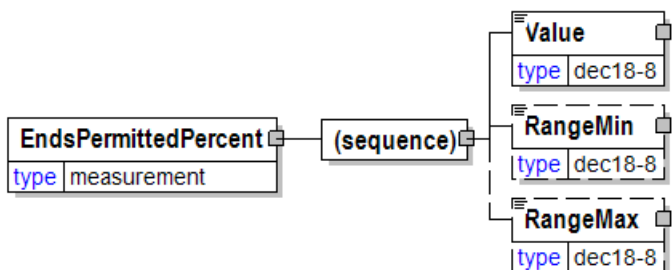 EndsPermittedPercent
type measurement
(sequence)
Value
type dec18-8
RangeMin
type dec18-8
RangeMax
type dec18-8